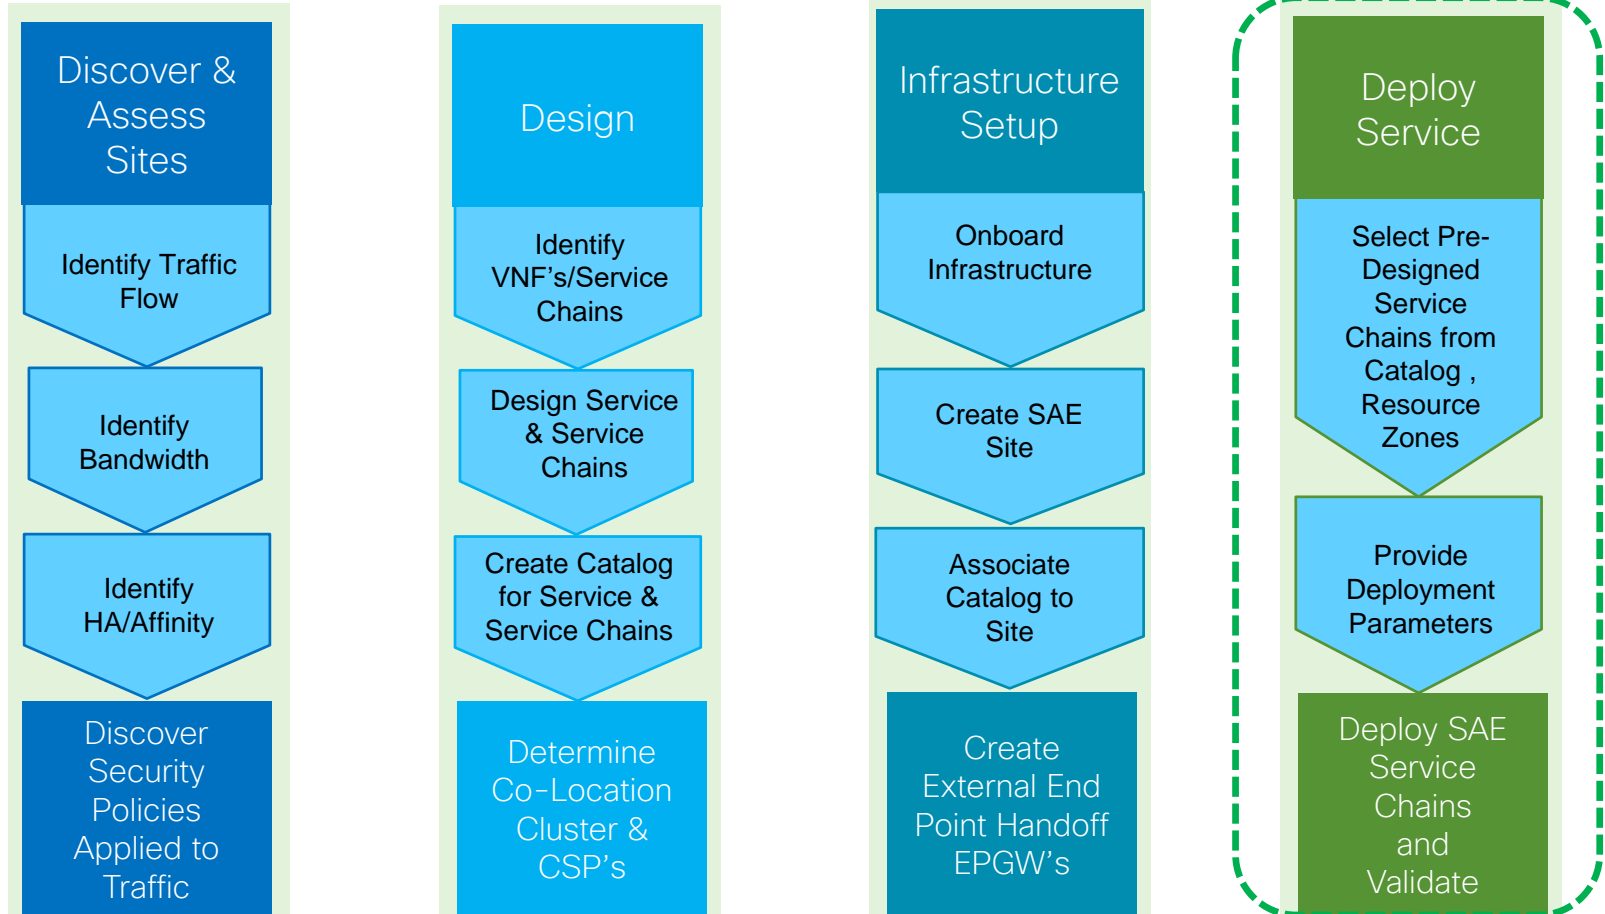 Discover &
Assess
Sites
Identify Traffic
Flow
Identify
Bandwidth
Identify
HA/Affinity
Discover
Security
Policies
Applied to
Traffic
Design
Identify
VNF's/Service
Chains
Design Service
& Service
Chains
Create Catalog
for Service &
Service Chains
Determine
Co-Location
Cluster &
CSP's
Infrastructure
Setup
Onboard
Infrastructure
Create SAE
Site
Associate
Catalog to
Site
Create
External End
Point Handoff
EPGW's
Deploy
Service
Select Pre-
Designed
Service
Chains from
Catalog ,
Resource
Zones
Provide
Deployment
Parameters
Deploy SAE
Service
Chains
and
Validate